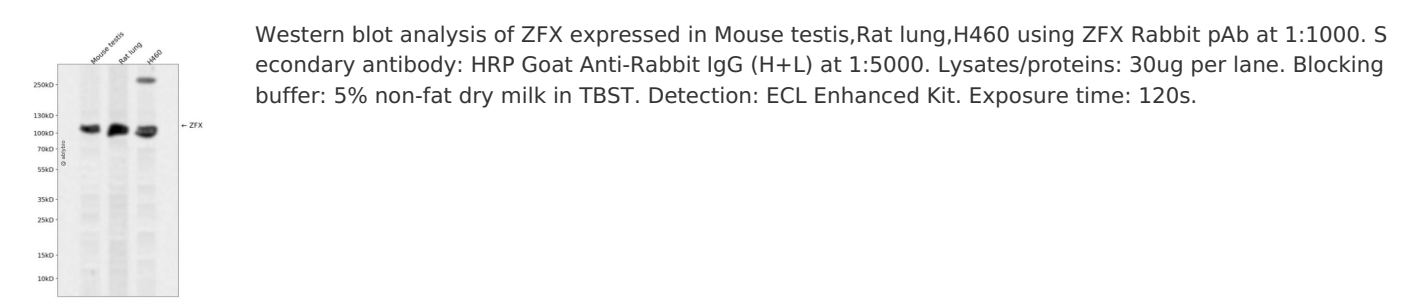 Mouse testis
Rat lung
H460
250kD
130kD
100kD
70kD
55kD
35kD
25kD
15kD
10kD
← ZFX
Western blot analysis of ZFX expressed in Mouse testis,Rat lung,H460 using ZFX Rabbit pAb at 1:1000. S
econdary antibody: HRP Goat Anti-Rabbit IgG (H+L) at 1:5000. Lysates/proteins: 30ug per lane. Blocking
buffer: 5% non-fat dry milk in TBST. Detection: ECL Enhanced Kit. Exposure time: 120s.